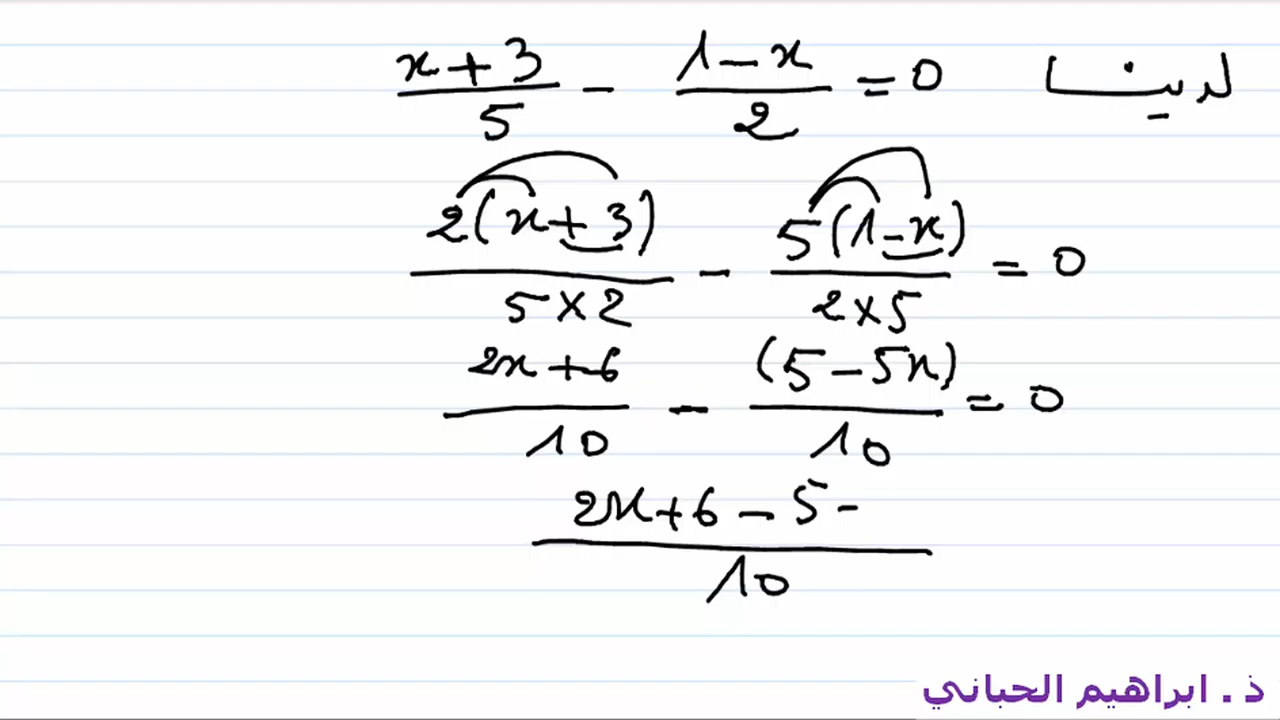 لدينا (x+3)/5 - (1-x)/2 = 0
2(x+3)/(5×2) - 5(1-x)/(2×5) = 0
(2x+6)/10 - (5-5x)/10 = 0
(2x+6-5-)/10
ذ. ابراهيم الحباني